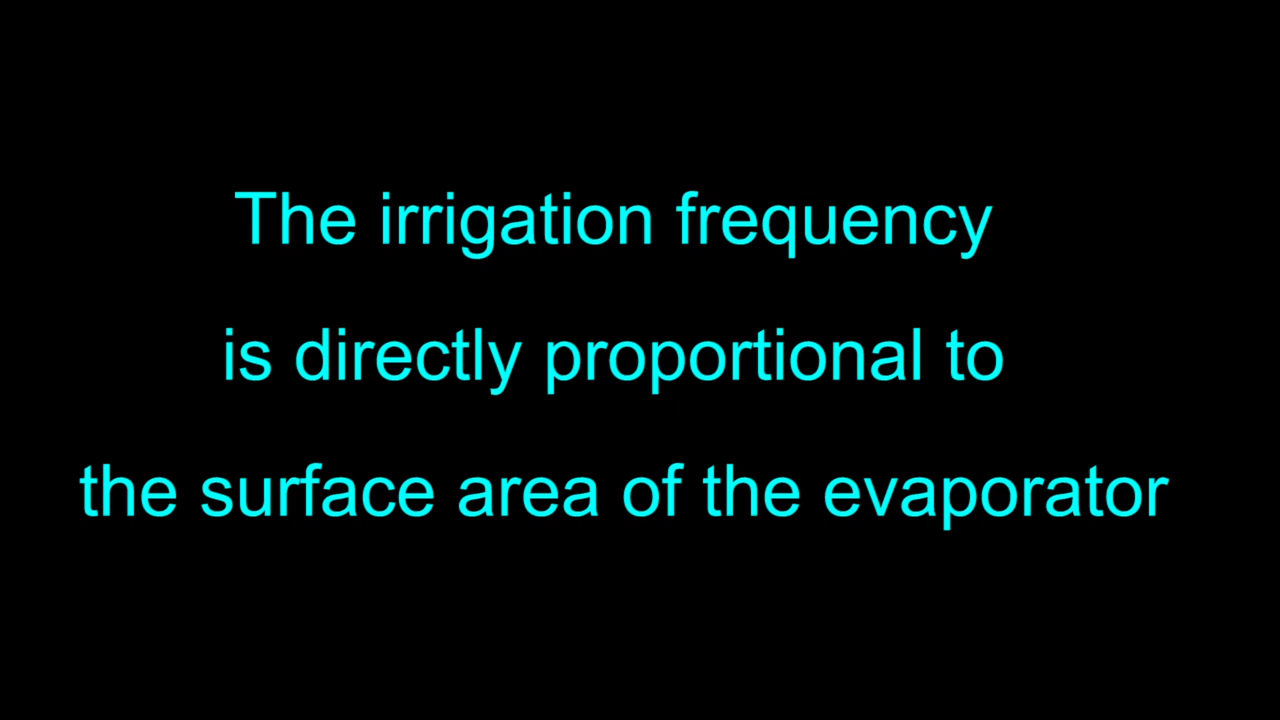 The irrigation frequency
is directly proportional to
the surface area of the evaporator